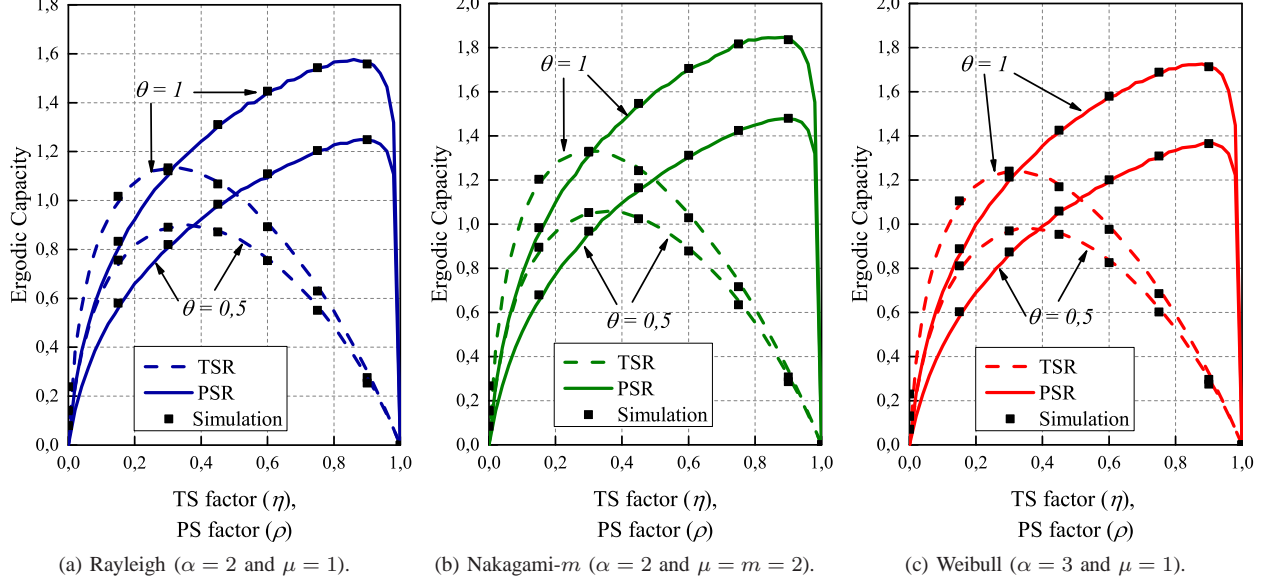 1,8
1,6
1,4
1,2
1,0
0,8
0,6
0,4
0,2
0,0
Ergodic Capacity
θ = 1
θ = 0,5
TSR
PSR
Simulation
0,0 0,2 0,4 0,6 0,8 1,0
TS factor (η),
PS factor (ρ)
(a) Rayleigh (α = 2 and μ = 1).
2,0
1,8
1,6
1,4
1,2
1,0
0,8
0,6
0,4
0,2
0,0
Ergodic Capacity
θ = 1
θ = 0,5
TSR
PSR
Simulation
0,0 0,2 0,4 0,6 0,8 1,0
TS factor (η),
PS factor (ρ)
(b) Nakagami-m (α = 2 and μ = m = 2).
2,0
1,8
1,6
1,4
1,2
1,0
0,8
0,6
0,4
0,2
0,0
Ergodic Capacity
θ = 1
θ = 0,5
TSR
PSR
Simulation
0,0 0,2 0,4 0,6 0,8 1,0
TS factor (η),
PS factor (ρ)
(c) Weibull (α = 3 and μ = 1).